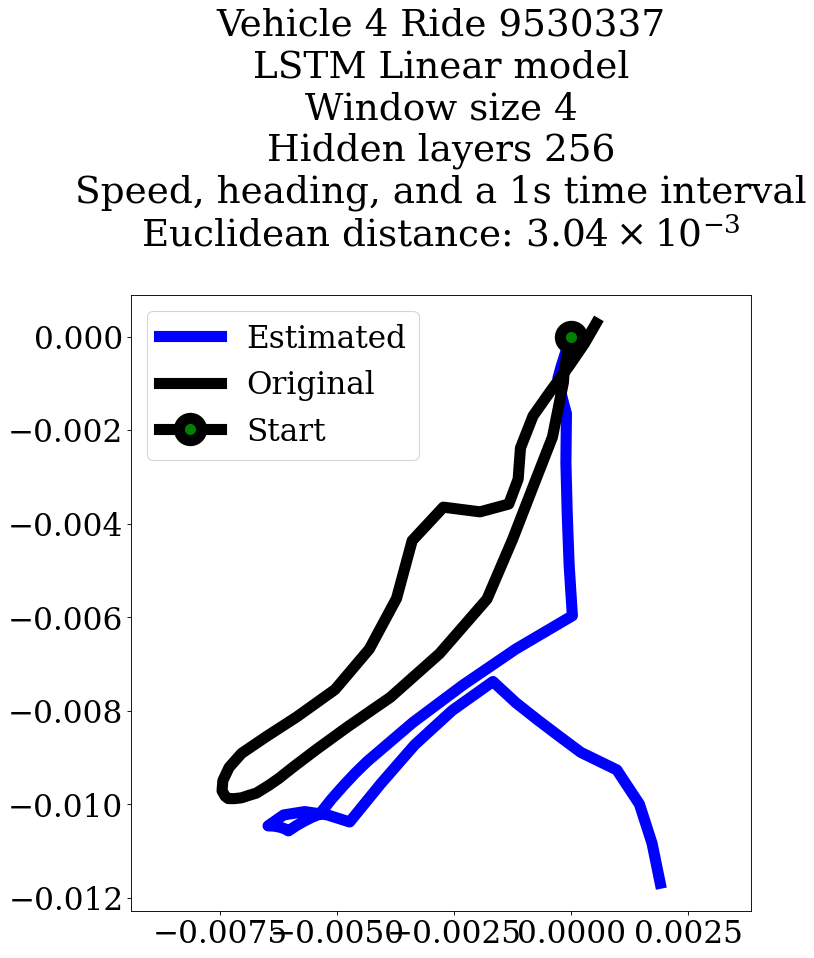 Vehicle 4 Ride 9530337
LSTM Linear model
Window size 4
Hidden layers 256
Speed, heading, and a 1s time interval
Euclidean distance: 3.04 × 10⁻³
Estimated
Original
Start
0.000
−0.002
−0.004
−0.006
−0.008
−0.010
−0.012
−0.0075 −0.0050 −0.0025 0.0000 0.0025